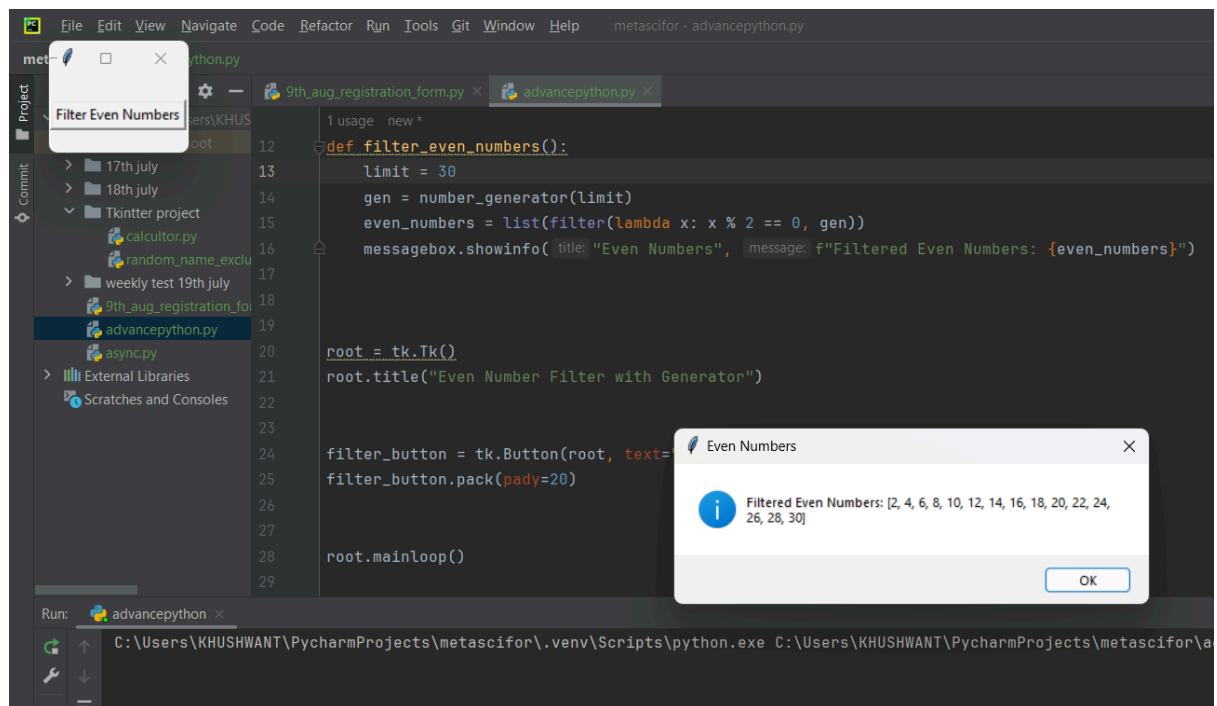 File Edit View Navigate Code Refactor Run Tools Git Window Help metascifor - advancepython.py
met
ython.py
Filter Even Numbers
Project
Commit
sers\KHUS
oot
17th july
18th july
Tkintter project
calcultor.py
random_name_exclu
weekly test 19th july
9th_aug_registration_fo
advancepython.py
async.py
External Libraries
Scratches and Consoles
9th_aug_registration_form.py advancepython.py
1 usage new *
12 def filter_even_numbers():
13 limit = 30
14 gen = number_generator(limit)
15 even_numbers = list(filter(lambda x: x % 2 == 0, gen))
16 messagebox.showinfo( title: "Even Numbers", message: f"Filtered Even Numbers: {even_numbers}")
17
18
19
20 root = tk.Tk()
21 root.title("Even Number Filter with Generator")
22
23
24 filter_button = tk.Button(root, text=
25 filter_button.pack(pady=20)
26
27
28 root.mainloop()
29
Even Numbers
Filtered Even Numbers: [2, 4, 6, 8, 10, 12, 14, 16, 18, 20, 22, 24,
26, 28, 30]
OK
Run: advancepython
C:\Users\KHUSHWANT\PycharmProjects\metascifor\.venv\Scripts\python.exe C:\Users\KHUSHWANT\PycharmProjects\metascifor\a